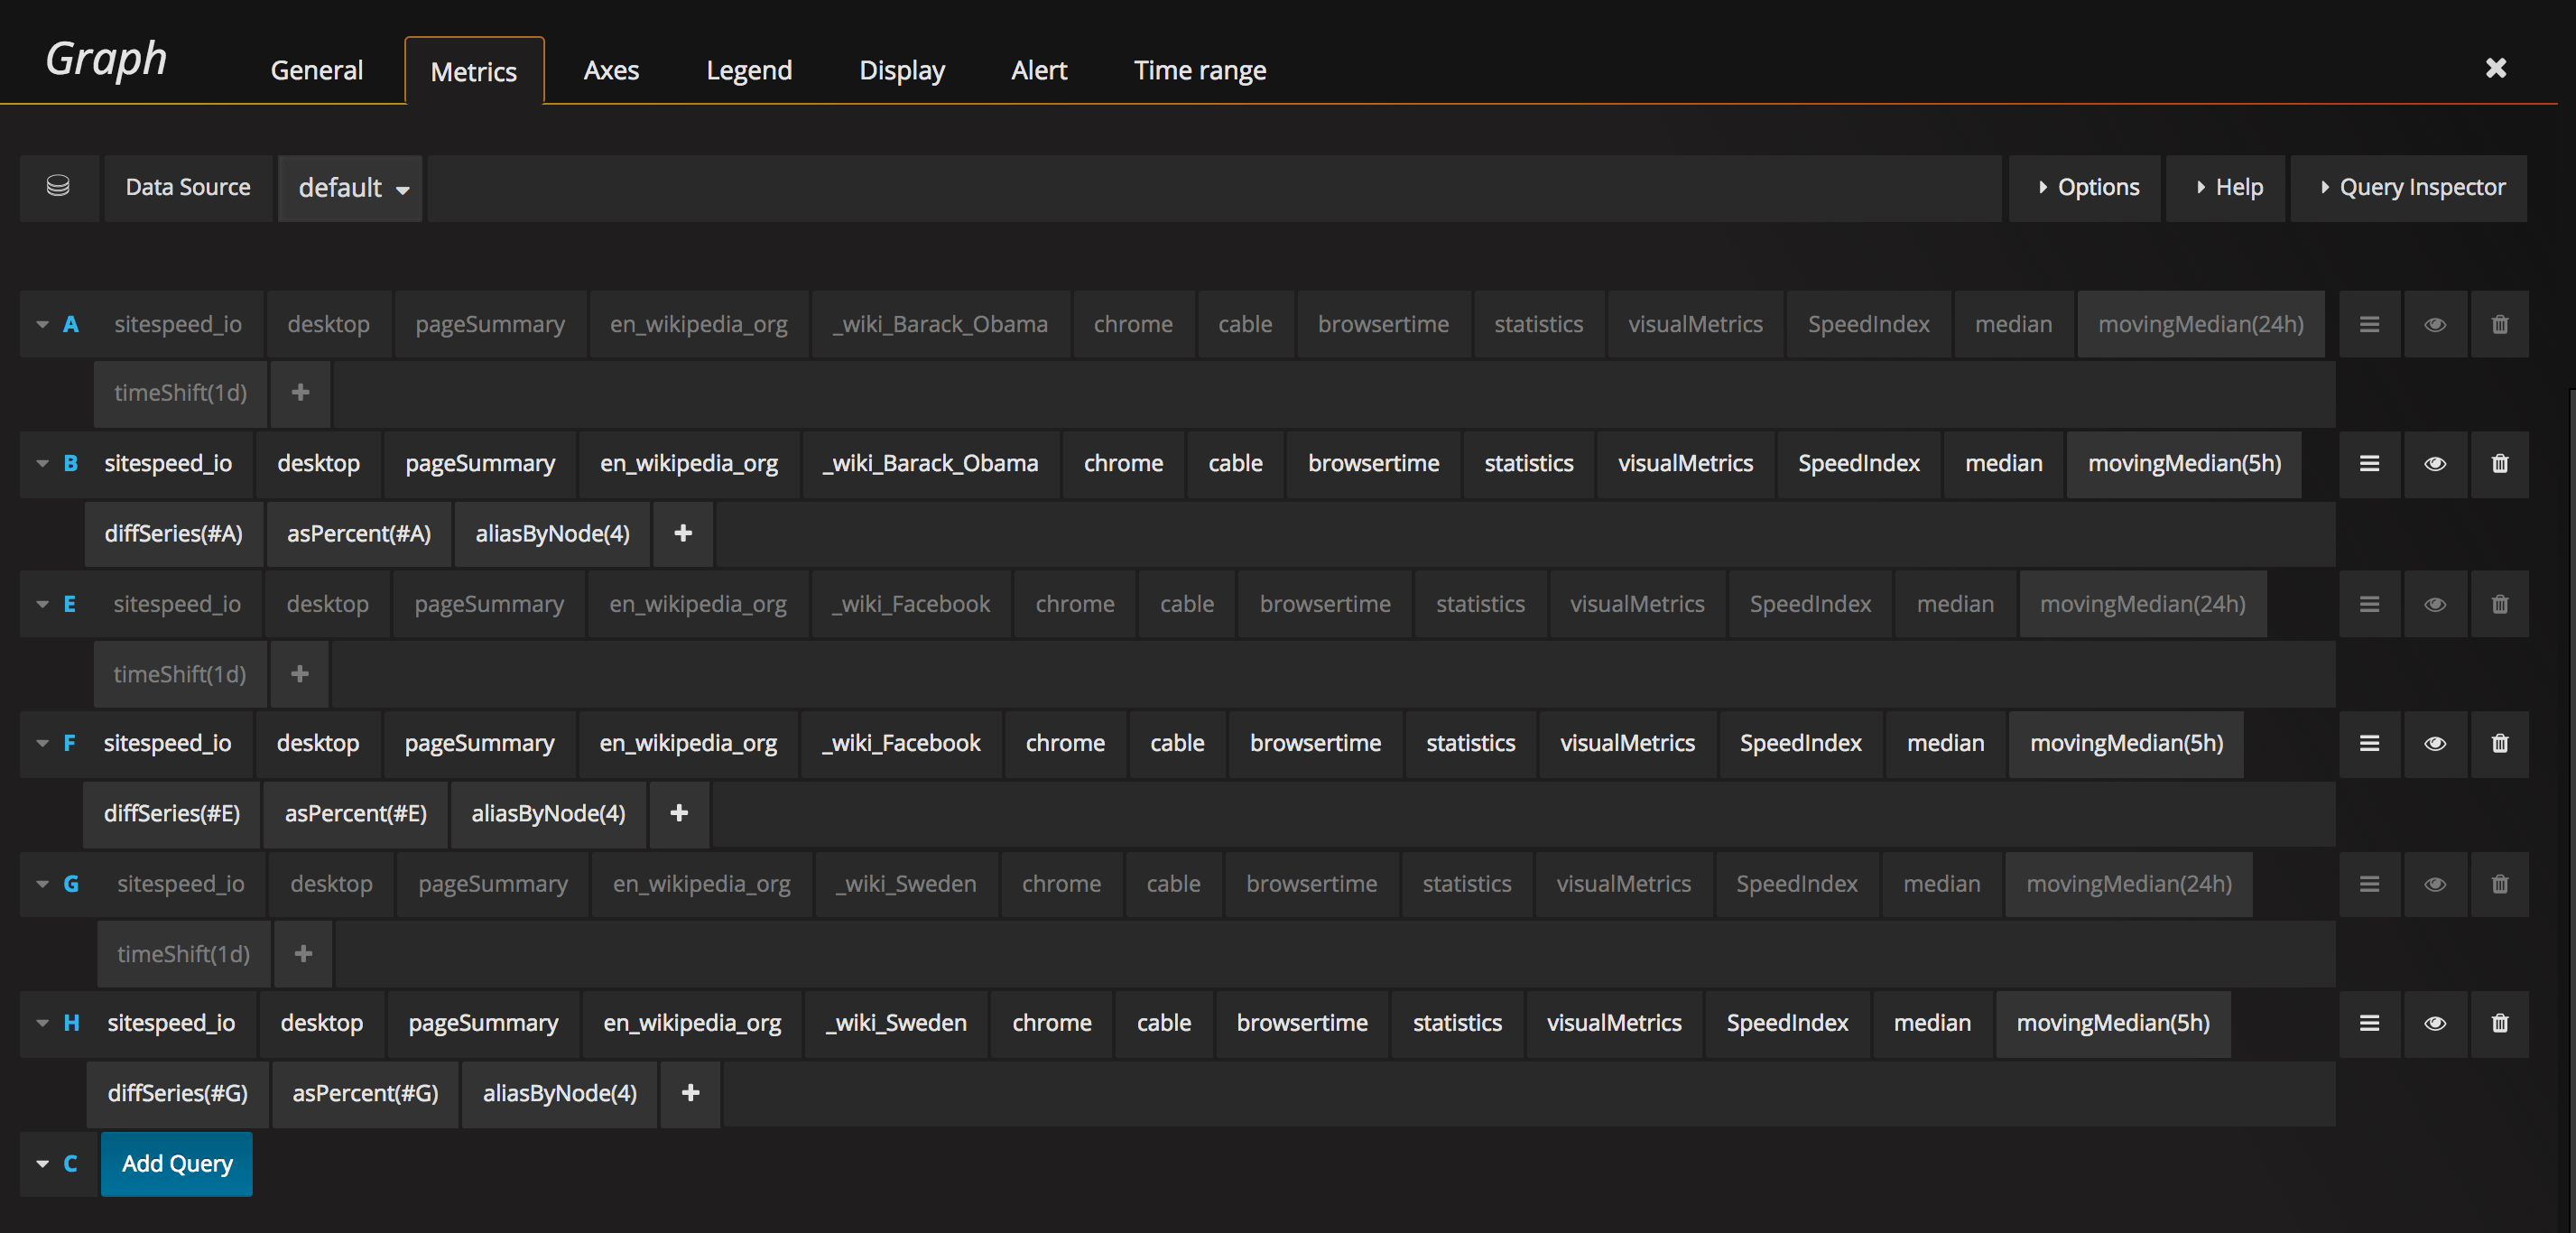 Graph General Metrics Axes Legend Display Alert Time range
Data Source default Options Help Query Inspector
A sitespeed_io desktop pageSummary en_wikipedia_org _wiki_Barack_Obama chrome cable browsertime statistics visualMetrics SpeedIndex median movingMedian(24h)
timeShift(1d) +
B sitespeed_io desktop pageSummary en_wikipedia_org _wiki_Barack_Obama chrome cable browsertime statistics visualMetrics SpeedIndex median movingMedian(5h)
diffSeries(#A) asPercent(#A) aliasByNode(4) +
E sitespeed_io desktop pageSummary en_wikipedia_org _wiki_Facebook chrome cable browsertime statistics visualMetrics SpeedIndex median movingMedian(24h)
timeShift(1d) +
F sitespeed_io desktop pageSummary en_wikipedia_org _wiki_Facebook chrome cable browsertime statistics visualMetrics SpeedIndex median movingMedian(5h)
diffSeries(#E) asPercent(#E) aliasByNode(4) +
G sitespeed_io desktop pageSummary en_wikipedia_org _wiki_Sweden chrome cable browsertime statistics visualMetrics SpeedIndex median movingMedian(24h)
timeShift(1d) +
H sitespeed_io desktop pageSummary en_wikipedia_org _wiki_Sweden chrome cable browsertime statistics visualMetrics SpeedIndex median movingMedian(5h)
diffSeries(#G) asPercent(#G) aliasByNode(4) +
C Add Query